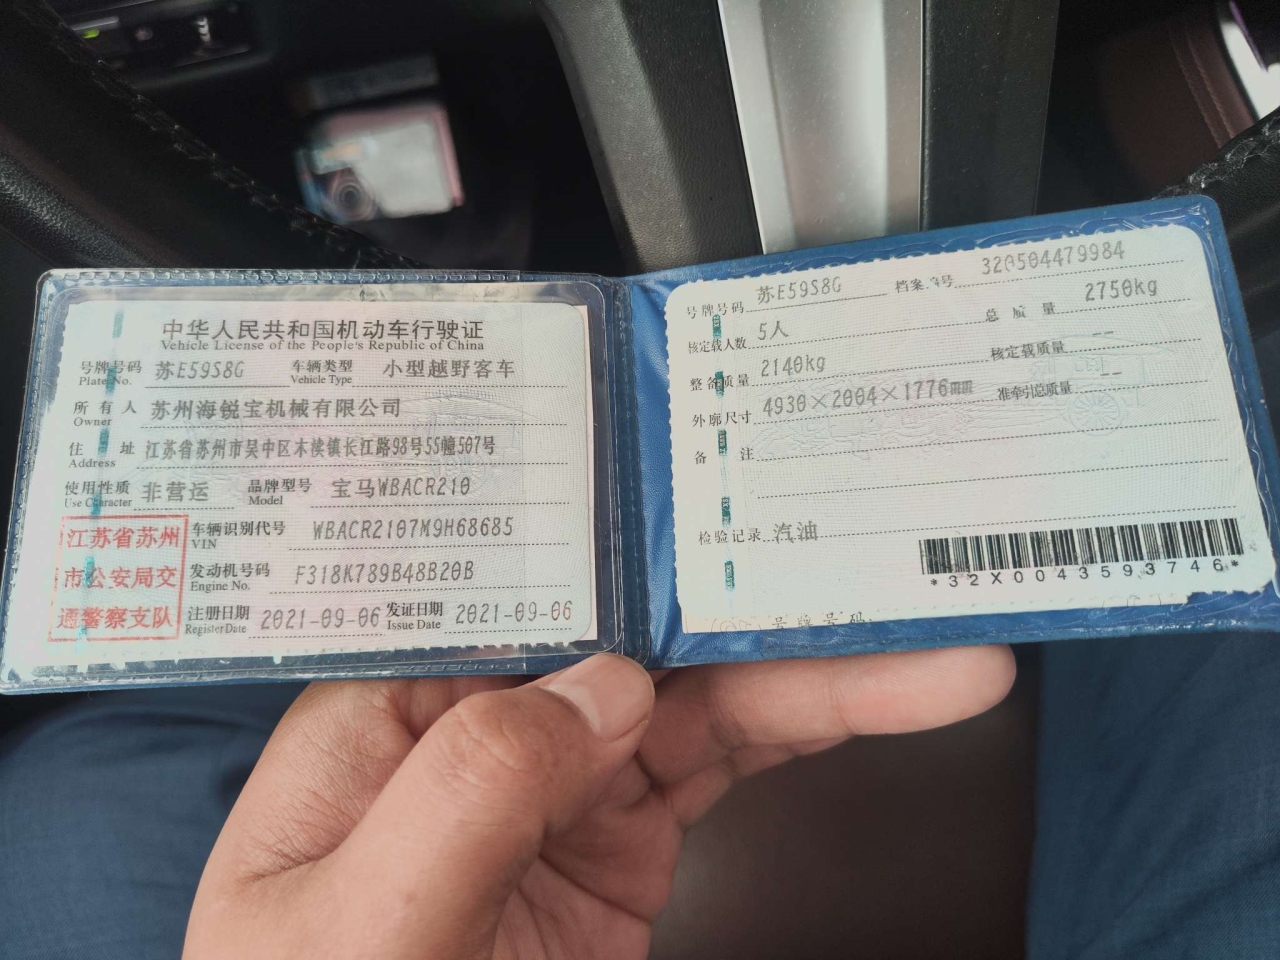 中华人民共和国机动车行驶证
Vehicle License of the People's Republic of China
号牌号码 苏E59S8G 车辆类型 小型越野客车
Plate No. Vehicle Type
所有人 苏州海锐宝机械有限公司
Owner
住址 江苏省苏州市吴中区木渎镇长江路98号55幢507号
Address
使用性质 非营运 品牌型号 宝马WBACR210
Use Character Model
江苏省苏州
市公安局交
通警察支队
车辆识别代号 WBACR2107M9H68685
VIN
发动机号码 F318K789B48B20B
Engine No.
注册日期 2021-09-06 发证日期 2021-09-06
Register Date Issue Date
号牌号码 苏E59S8G 档案编号 320504479984
核定载人数 5人 总质量 2750kg
整备质量 2140kg 核定载质量 --
外廓尺寸 4930×2004×1776mm 准牵引总质量 --
备注
检验记录 汽油
*32X0043593746*
号牌号码: